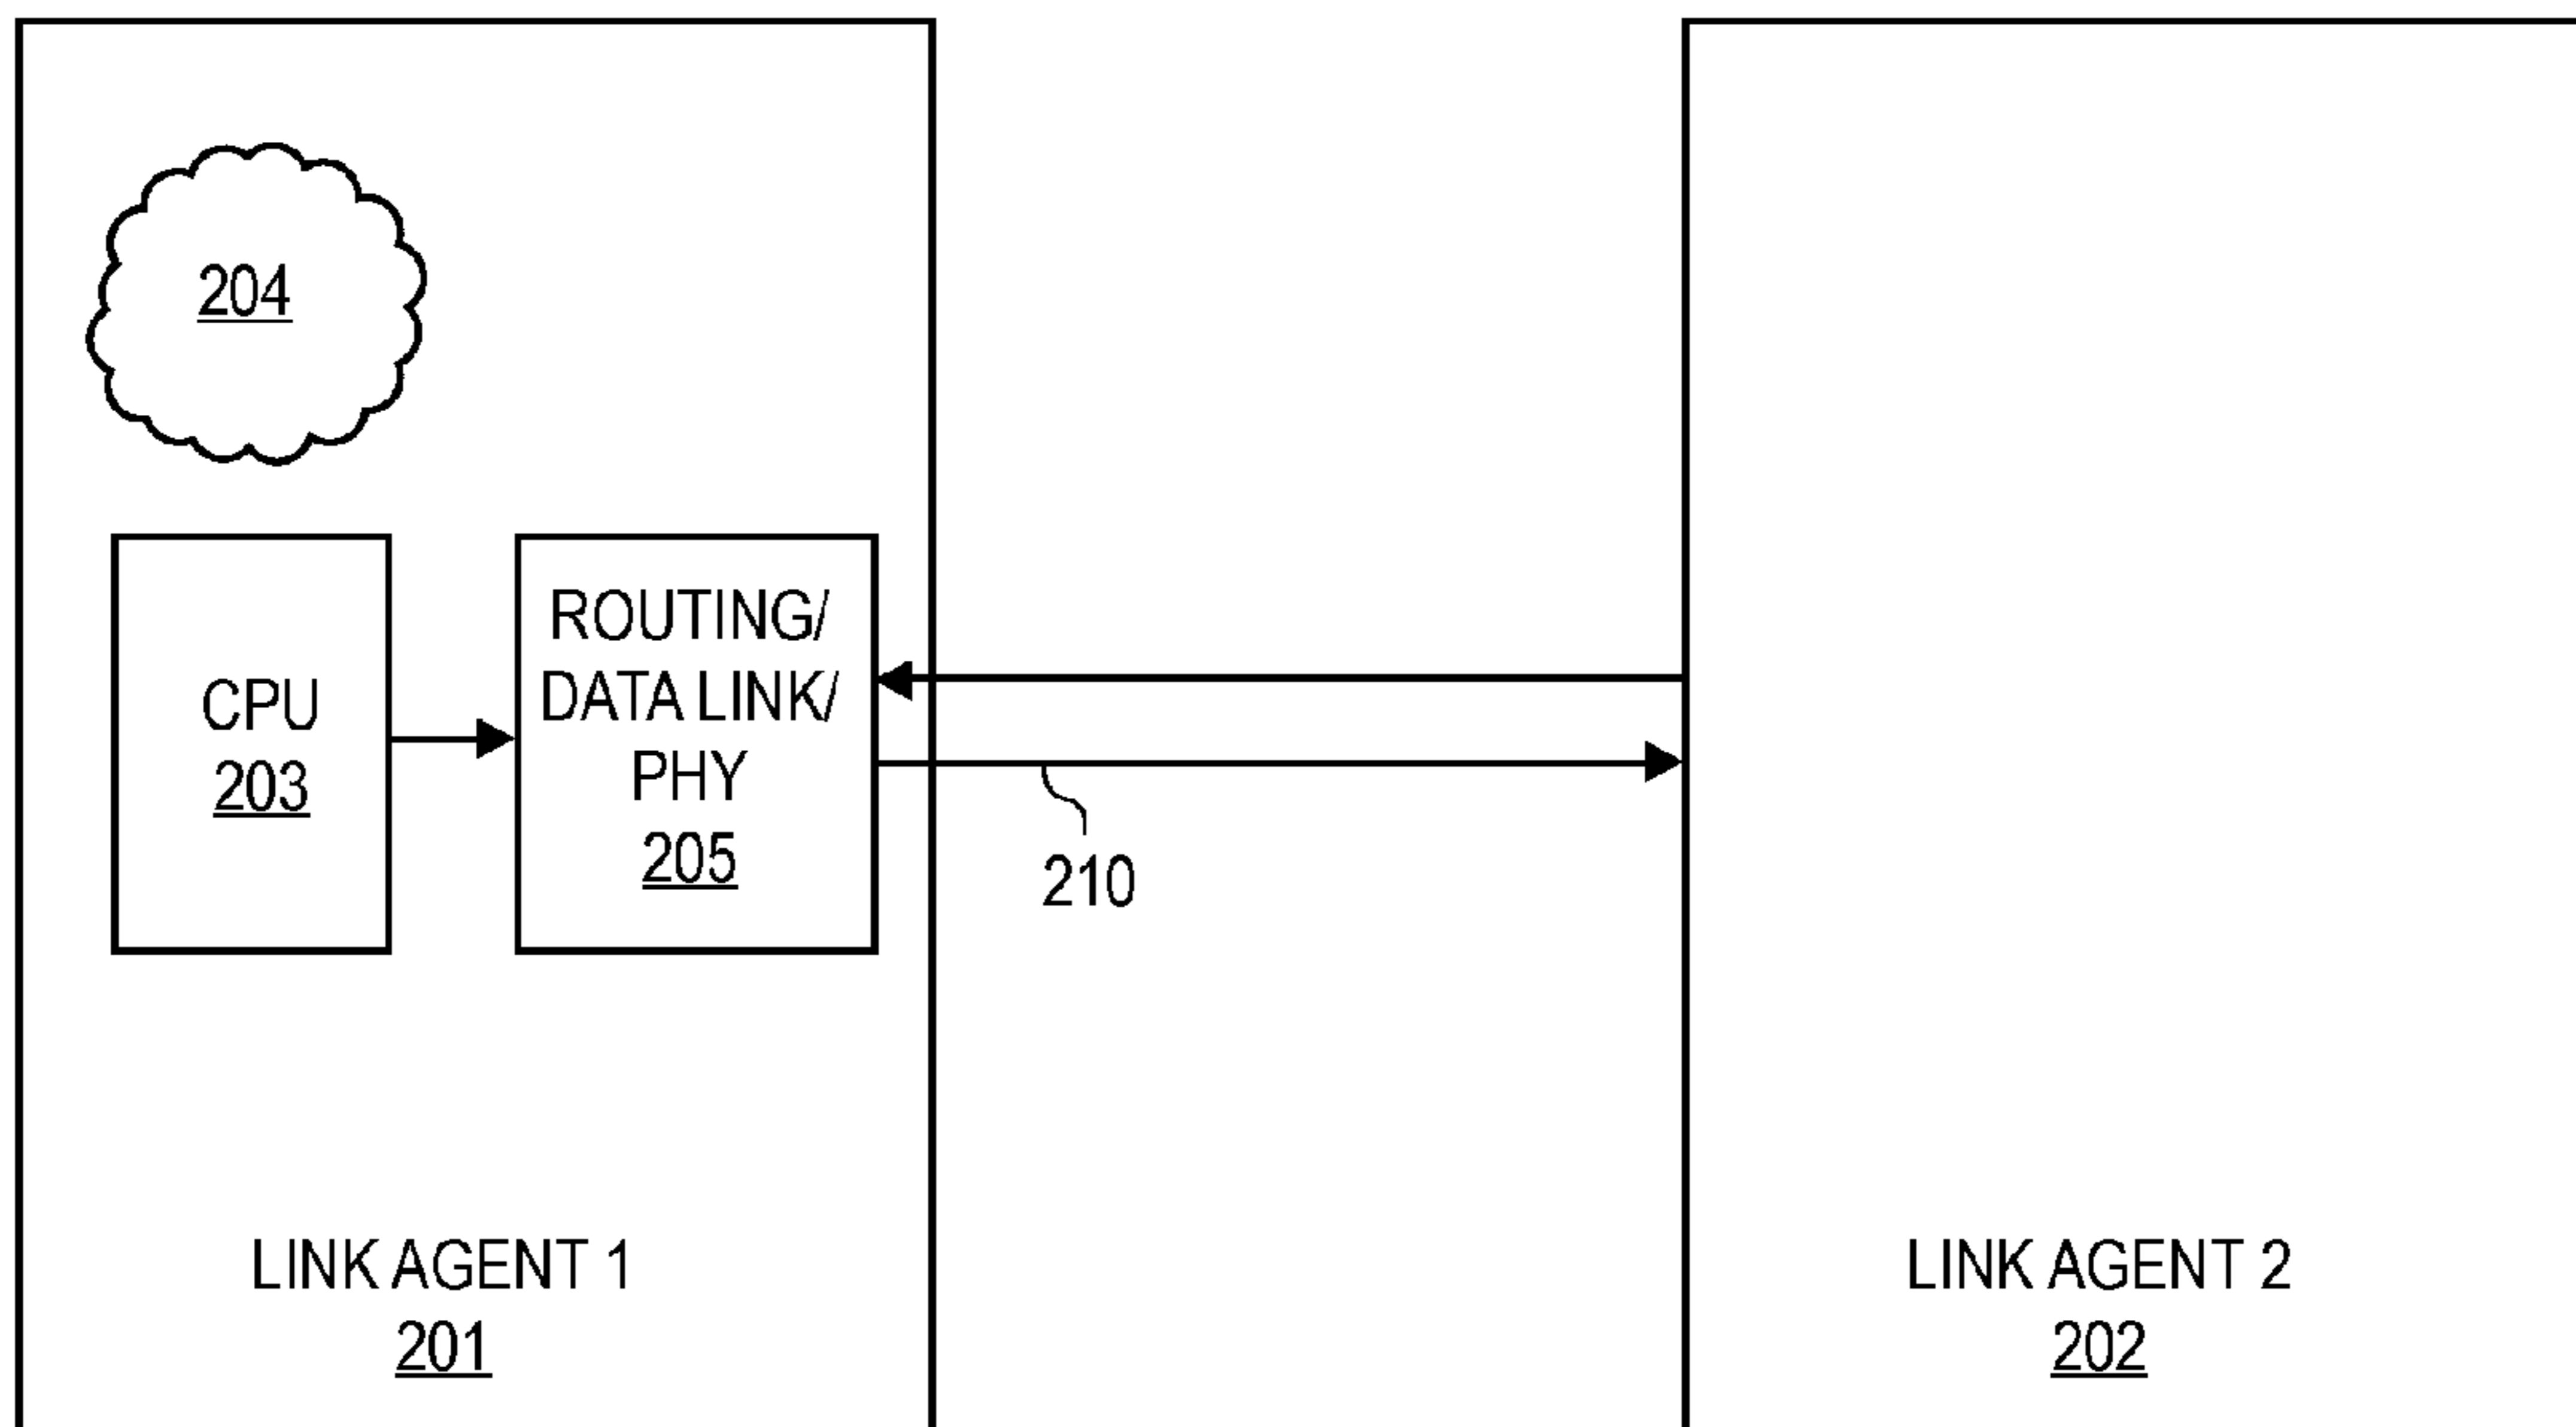 204
CPU
203
ROUTING/
DATA LINK/
PHY
205
210
LINK AGENT 1
201
LINK AGENT 2
202